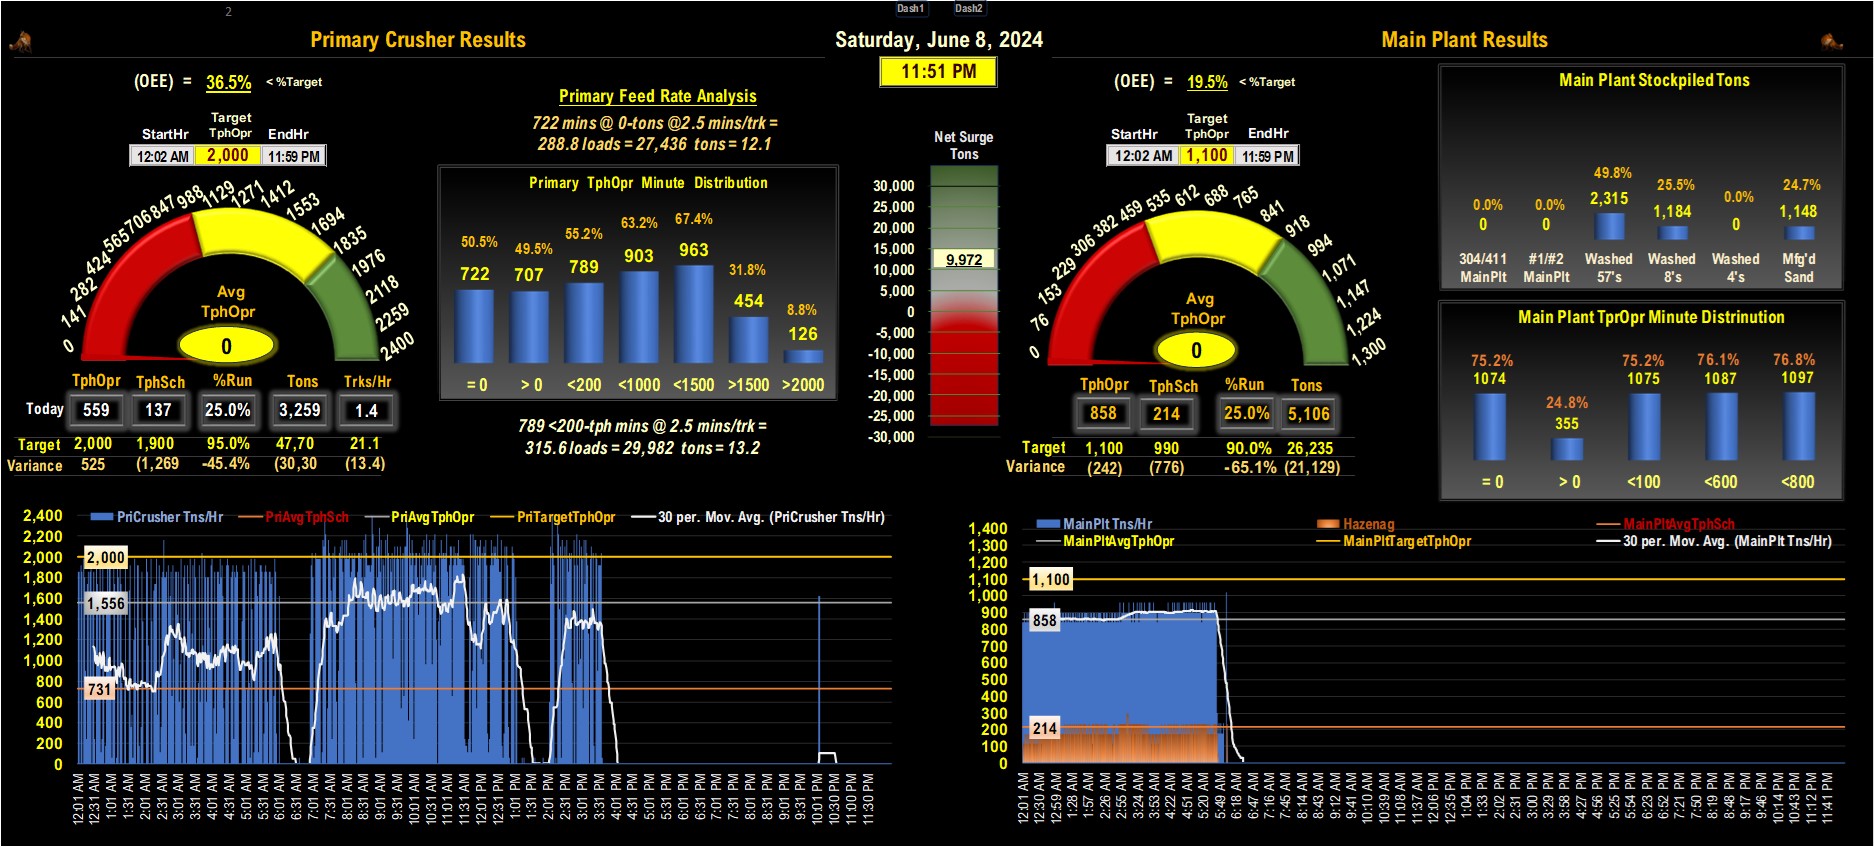 2
Dash1 Dash2
Primary Crusher Results
Saturday, June 8, 2024
Main Plant Results
11:51 PM
(OEE) = 36.5% < %Target
StartHr Target TphOpr EndHr
12:02 AM 2,000 11:59 PM
0 141 282 424 565 706 847 988 1129 1271 1412 1553 1694 1835 1976 2118 2259 2400
Avg
TphOpr
0
TphOpr TphSch %Run Tons Trks/Hr
Today 559 137 25.0% 3,259 1.4
Target 2,000 1,900 95.0% 47,70 21.1
Variance 525 (1,269 -45.4% (30,30 (13.4)
Primary Feed Rate Analysis
722 mins @ 0-tons @2.5 mins/trk =
288.8 loads = 27,436 tons = 12.1
Primary TphOpr Minute Distribution
50.5% 49.5% 55.2% 63.2% 67.4% 31.8% 8.8%
722 707 789 903 963 454 126
= 0 > 0 <200 <1000 <1500 >1500 >2000
789 <200-tph mins @ 2.5 mins/trk =
315.6 loads = 29,982 tons = 13.2
Net Surge
Tons
30,000
25,000
20,000
15,000
10,000
9,972
5,000
0
-5,000
-10,000
-15,000
-20,000
-25,000
-30,000
(OEE) = 19.5% < %Target
StartHr Target TphOpr EndHr
12:02 AM 1,100 11:59 PM
0 76 153 229 306 382 459 535 612 688 765 841 918 994 1,071 1,147 1,224 1,300
Avg
TphOpr
0
TphOpr TphSch %Run Tons
858 214 25.0% 5,106
Target 1,100 990 90.0% 26,235
Variance (242) (776) -65.1% (21,129)
Main Plant Stockpiled Tons
0.0% 0.0% 49.8% 25.5% 0.0% 24.7%
0 0 2,315 1,184 0 1,148
304/411 #1/#2 Washed Washed Washed Mfg'd
MainPlt MainPlt 57's 8's 4's Sand
Main Plant TprOpr Minute Distrinution
75.2% 24.8% 75.2% 76.1% 76.8%
1074 355 1075 1087 1097
= 0 > 0 <100 <600 <800
PriCrusher Tns/Hr PriAvgTphSch PriAvgTphOpr PriTargetTphOpr 30 per. Mov. Avg. (PriCrusher Tns/Hr)
2,400
2,200
2,000
1,800
1,600
1,400
1,200
1,000
800
600
400
200
0
2,000
1,556
731
12:01 AM 12:31 AM 1:01 AM 1:31 AM 2:01 AM 2:31 AM 3:01 AM 3:31 AM 4:01 AM 4:31 AM 5:01 AM 5:31 AM 6:01 AM 6:31 AM 7:01 AM 7:31 AM 8:01 AM 8:31 AM 9:01 AM 9:31 AM 10:01 AM 10:31 AM 11:01 AM 11:31 AM 12:01 PM 12:31 PM 1:01 PM 1:31 PM 2:01 PM 2:31 PM 3:01 PM 3:31 PM 4:01 PM 4:31 PM 5:01 PM 5:31 PM 6:01 PM 6:31 PM 7:01 PM 7:31 PM 8:01 PM 8:31 PM 9:01 PM 9:31 PM 10:01 PM 10:30 PM 11:00 PM 11:30 PM
MainPlt Tns/Hr Hazenag MainPltAvgTphSch
MainPltAvgTphOpr MainPltTargetTphOpr 30 per. Mov. Avg. (MainPlt Tns/Hr)
1,400
1,300
1,200
1,100
1,000
900
800
700
600
500
400
300
200
100
0
1,100
858
214
12:01 AM 12:30 AM 12:59 AM 1:28 AM 1:57 AM 2:26 AM 2:55 AM 3:24 AM 3:53 AM 4:22 AM 4:51 AM 5:20 AM 5:49 AM 6:18 AM 6:47 AM 7:16 AM 7:45 AM 8:14 AM 8:43 AM 9:12 AM 9:41 AM 10:10 AM 10:39 AM 11:08 AM 11:37 AM 12:06 PM 12:35 PM 1:04 PM 1:33 PM 2:02 PM 2:31 PM 3:00 PM 3:29 PM 3:58 PM 4:27 PM 4:56 PM 5:25 PM 5:54 PM 6:23 PM 6:52 PM 7:21 PM 7:50 PM 8:19 PM 8:48 PM 9:17 PM 9:46 PM 10:14 PM 10:43 PM 11:12 PM 11:41 PM